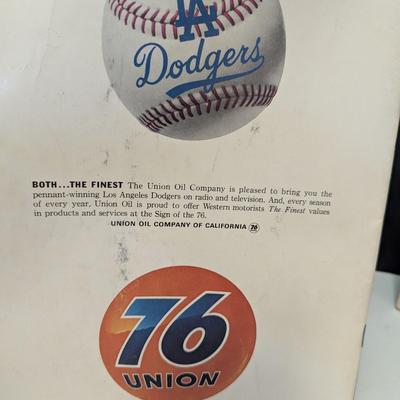 LA
Dodgers
BOTH...THE FINEST The Union Oil Company is pleased to bring you the
pennant-winning Los Angeles Dodgers on radio and television. And, every season
of every year, Union Oil is proud to offer Western motorists The Finest values
in products and services at the Sign of the 76.
UNION OIL COMPANY OF CALIFORNIA 76
76
UNION